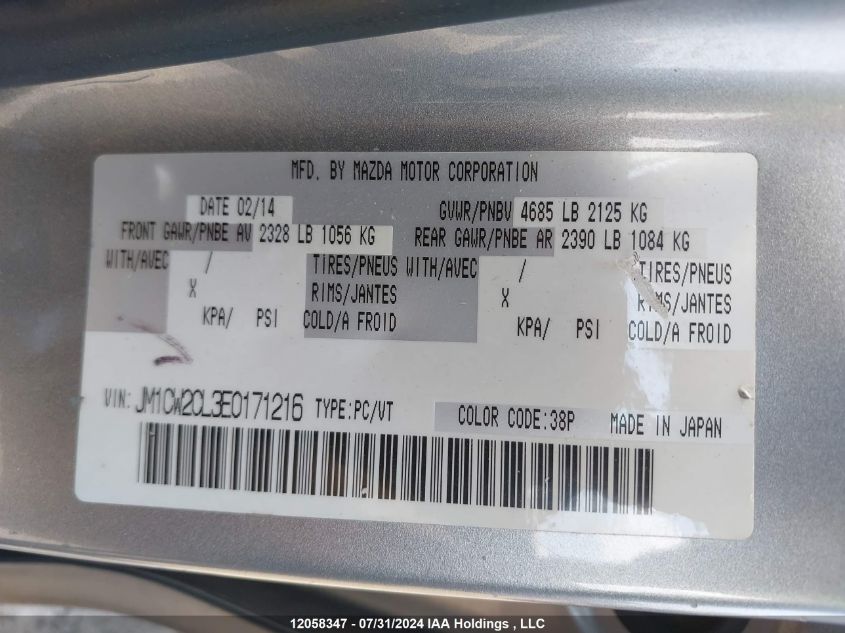 MFD. BY MAZDA MOTOR CORPORATION
DATE 02/14 GVWR/PNBV 4685 LB 2125 KG
FRONT GAWR/PNBE AV 2328 LB 1056 KG REAR GAWR/PNBE AR 2390 LB 1084 KG
WITH/AVEC / TIRES/PNEUS WITH/AVEC / TIRES/PNEUS
X RIMS/JANTES X RIMS/JANTES
KPA/ PSI COLD/A FROID KPA/ PSI COLD/A FROID
VIN: JM1CW2CL3E0171216 TYPE:PC/VT COLOR CODE:38P MADE IN JAPAN
12058347 - 07/31/2024 IAA Holdings , LLC